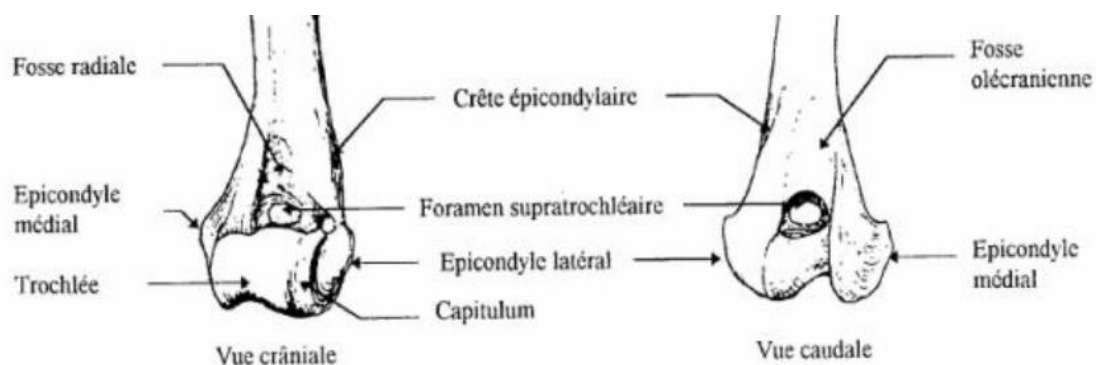 Fosse radiale
Crête épicondylaire
Fosse
olécranienne
Epicondyle
médial
Foramen supratrochléaire
Trochlée
Epicondyle latéral
Capitulum
Epicondyle
médial
Vue crâniale
Vue caudale